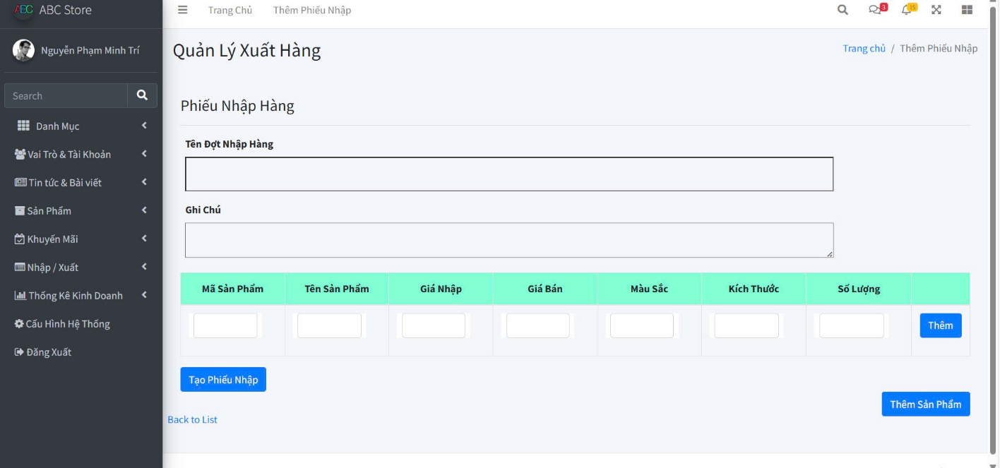 ABC ABC Store
Trang Chủ Thêm Phiếu Nhập
3
15
Nguyễn Phạm Minh Trí
Search
Danh Mục
Vai Trò & Tài Khoản
Tin tức & Bài viết
Sản Phẩm
Khuyến Mãi
Nhập / Xuất
Thống Kê Kinh Doanh
Cấu Hình Hệ Thống
Đăng Xuất
Quản Lý Xuất Hàng
Trang chủ / Thêm Phiếu Nhập
Phiếu Nhập Hàng
Tên Đợt Nhập Hàng
Ghi Chú
Mã Sản Phẩm Tên Sản Phẩm Giá Nhập Giá Bán Màu Sắc Kích Thước Số Lượng
Thêm
Tạo Phiếu Nhập
Thêm Sản Phẩm
Back to List